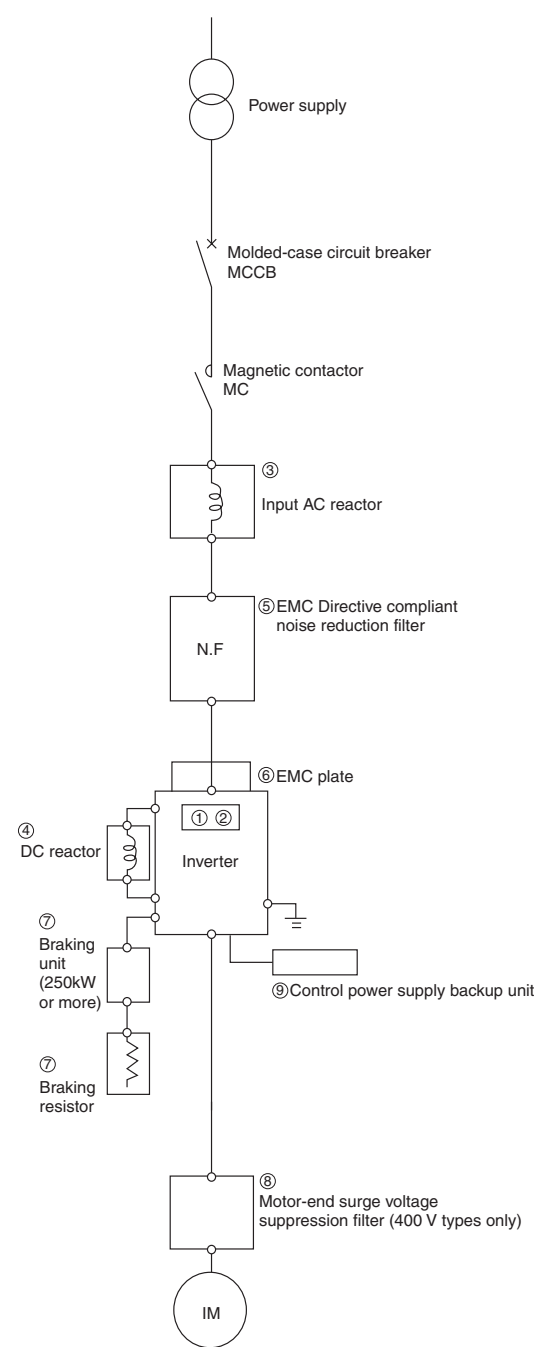 Power supply
Molded-case circuit breaker
MCCB
Magnetic contactor
MC
③
Input AC reactor
⑤EMC Directive compliant
noise reduction filter
N.F
⑥EMC plate
① ②
④
DC reactor
Inverter
⑦
Braking
unit
(250kW
or more)
⑨Control power supply backup unit
⑦
Braking
resistor
⑧
Motor-end surge voltage
suppression filter (400 V types only)
IM